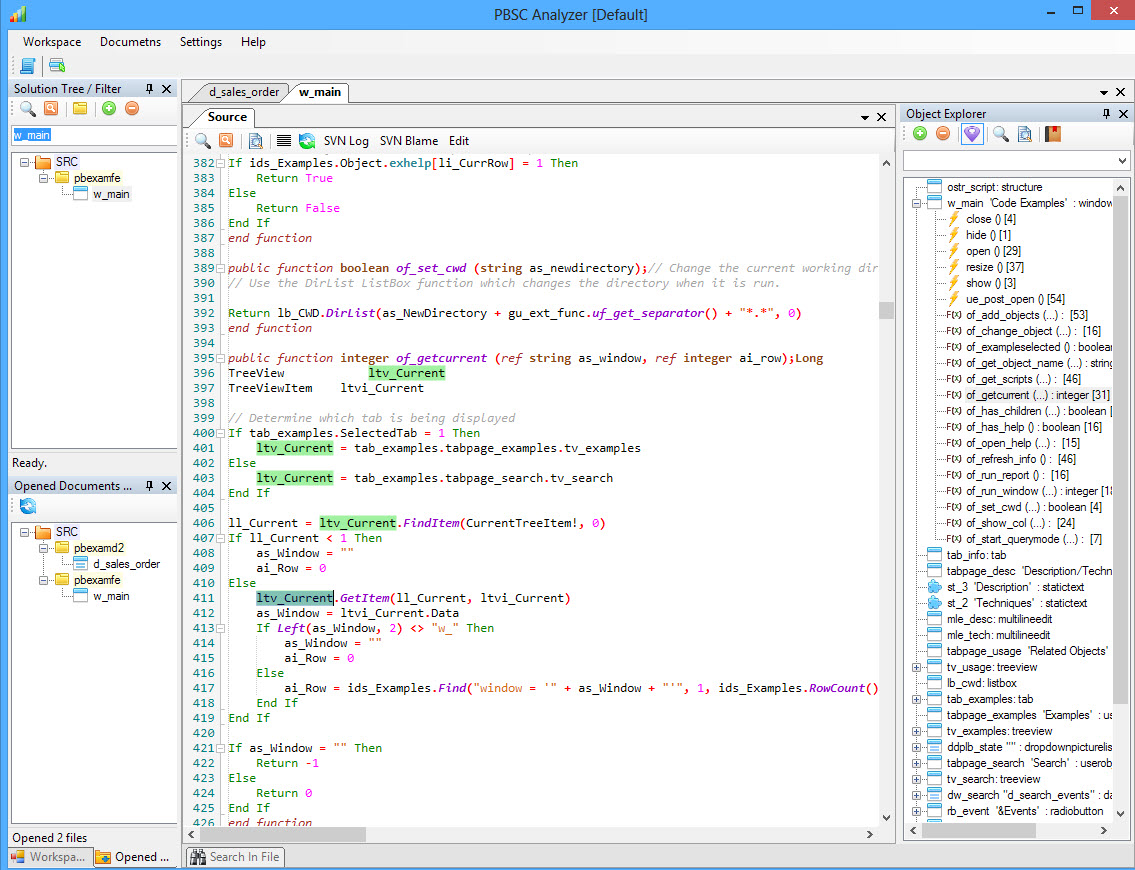 PBSC Analyzer [Default]
Workspace Documetns Settings Help
Solution Tree / Filter
w_main
SRC
pbexamfe
w_main
Ready.
Opened Documents ...
SRC
pbexamd2
d_sales_order
pbexamfe
w_main
Opened 2 files
Workspa... Opened ...
d_sales_order w_main
Source
SVN Log SVN Blame Edit
382 If ids_Examples.Object.exhelp[li_CurrRow] = 1 Then
383 Return True
384 Else
385 Return False
386 End If
387 end function
388
389 public function boolean of_set_cwd (string as_newdirectory);// Change the current working dir
390 // Use the DirList ListBox function which changes the directory when it is run.
391
392 Return lb_CWD.DirList(as_NewDirectory + gu_ext_func.uf_get_separator() + "*.*", 0)
393 end function
394
395 public function integer of_getcurrent (ref string as_window, ref integer ai_row);Long
396 TreeView ltv_Current
397 TreeViewItem ltvi_Current
398
399 // Determine which tab is being displayed
400 If tab_examples.SelectedTab = 1 Then
401 ltv_Current = tab_examples.tabpage_examples.tv_examples
402 Else
403 ltv_Current = tab_examples.tabpage_search.tv_search
404 End If
405
406 ll_Current = ltv_Current.FindItem(CurrentTreeItem!, 0)
407 If ll_Current < 1 Then
408 as_Window = ""
409 ai_Row = 0
410 Else
411 ltv_Current.GetItem(ll_Current, ltvi_Current)
412 as_Window = ltvi_Current.Data
413 If Left(as_Window, 2) <> "w_" Then
414 as_Window = ""
415 ai_Row = 0
416 Else
417 ai_Row = ids_Examples.Find("window = '" + as_Window + "'", 1, ids_Examples.RowCount()
418 End If
419 End If
420
421 If as_Window = "" Then
422 Return -1
423 Else
424 Return 0
425 End If
426 end function
Search In File
Object Explorer
ostr_script: structure
w_main 'Code Examples' : window
close () [4]
hide () [1]
open () [29]
resize () [37]
show () [3]
ue_post_open () [54]
F(x) of_add_objects (...) : [53]
F(x) of_change_object (...) : [16]
F(x) of_exampleselected () : boolean
F(x) of_get_object_name (...) : string
F(x) of_get_scripts (...) : [46]
F(x) of_getcurrent (...) : integer [31]
F(x) of_has_children (...) : boolean [
F(x) of_has_help () : boolean [16]
F(x) of_open_help (...) : [15]
F(x) of_refresh_info () : [46]
F(x) of_run_report () : [16]
F(x) of_run_window (...) : integer [18
F(x) of_set_cwd (...) : boolean [4]
F(x) of_show_col (...) : [24]
F(x) of_start_querymode (...) : [7]
tab_info: tab
tabpage_desc 'Description/Techn
st_3 'Description' : statictext
st_2 'Techniques' : statictext
mle_desc: multilineedit
mle_tech: multilineedit
tabpage_usage 'Related Objects'
tv_usage: treeview
lb_cwd: listbox
tab_examples: tab
tabpage_examples 'Examples' : us
tv_examples: treeview
ddplb_state "" : dropdownpicturelis
tabpage_search 'Search' : userob
tv_search: treeview
dw_search "d_search_events" : da
rb_event '&Events' : radiobutton